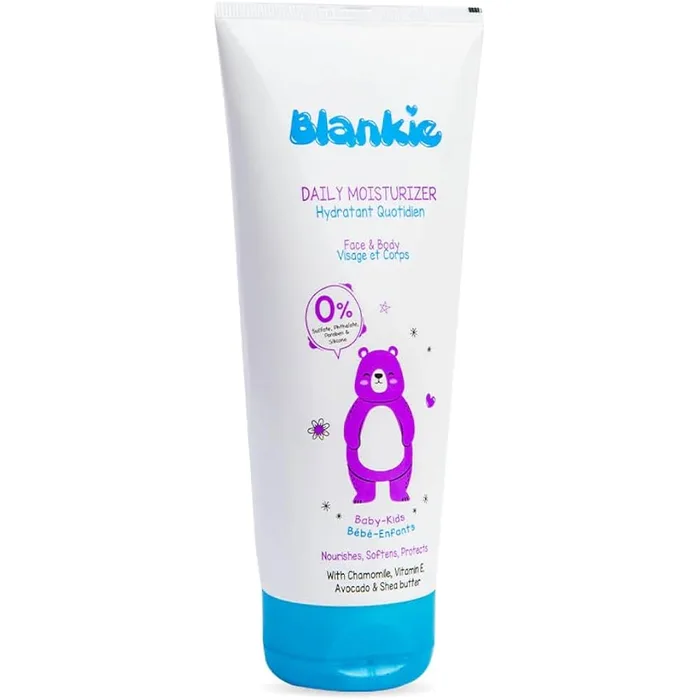 Blankie
DAILY MOISTURIZER
Hydratant Quotidien
Face & Body
Visage et Corps
0%
Sulfate, Phthalate,
Paraben &
Silicone
Baby-Kids
Bébé-Enfants
Nourishes, Softens, Protects
With Chamomile, Vitamin E,
Avocado & Shea butter